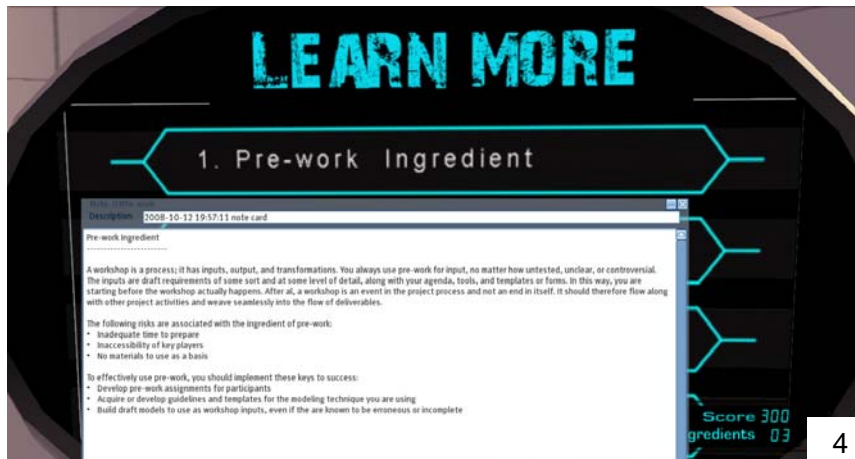 LEARN MORE
1. Pre-work Ingredient
Note: 01Pre-work
Description 2008-10-12 19:57:11 note card
Pre-work Ingredient
------------------------
A workshop is a process; it has inputs, output, and transformations. You always use pre-work for input, no matter how untested, unclear, or controversial.
The inputs are draft requirements of some sort and at some level of detail, along with your agenda, tools, and templates or forms. In this way, you are
starting before the workshop actually happens. After al, a workshop is an event in the project process and not an end in itself. It should therefore flow along
with other project activities and weave seamlessly into the flow of deliverables.
The following risks are associated with the ingredient of pre-work:
• Inadequate time to prepare
• Inaccessibility of key players
• No materials to use as a basis
To effectively use pre-work, you should implement these keys to success:
• Develop pre-work assignments for participants
• Acquire or develop guidelines and templates for the modeling technique you are using
• Build draft models to use as workshop inputs, even if the are known to be erroneous or incomplete
Score 300
gredients 03
4